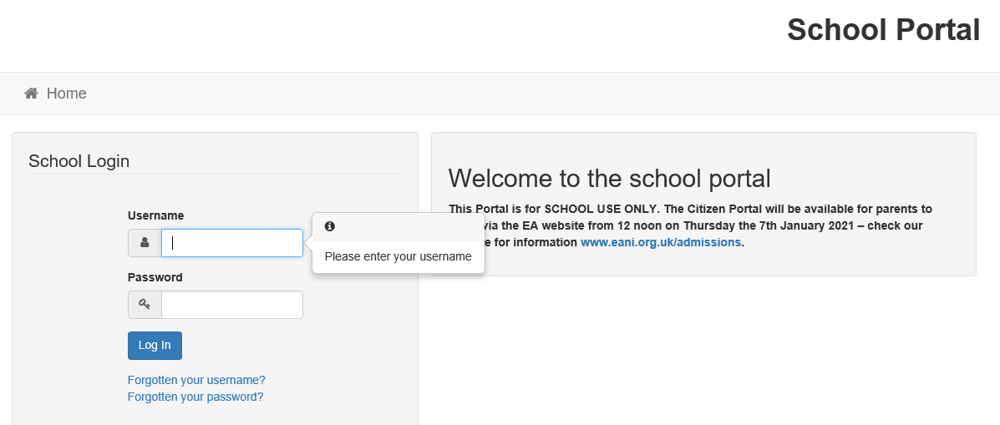 School Portal
Home
School Login
Username
Please enter your username
Password
Log In
Forgotten your username?
Forgotten your password?
Welcome to the school portal
This Portal is for SCHOOL USE ONLY. The Citizen Portal will be available for parents to
via the EA website from 12 noon on Thursday the 7th January 2021 – check our
for information www.eani.org.uk/admissions.